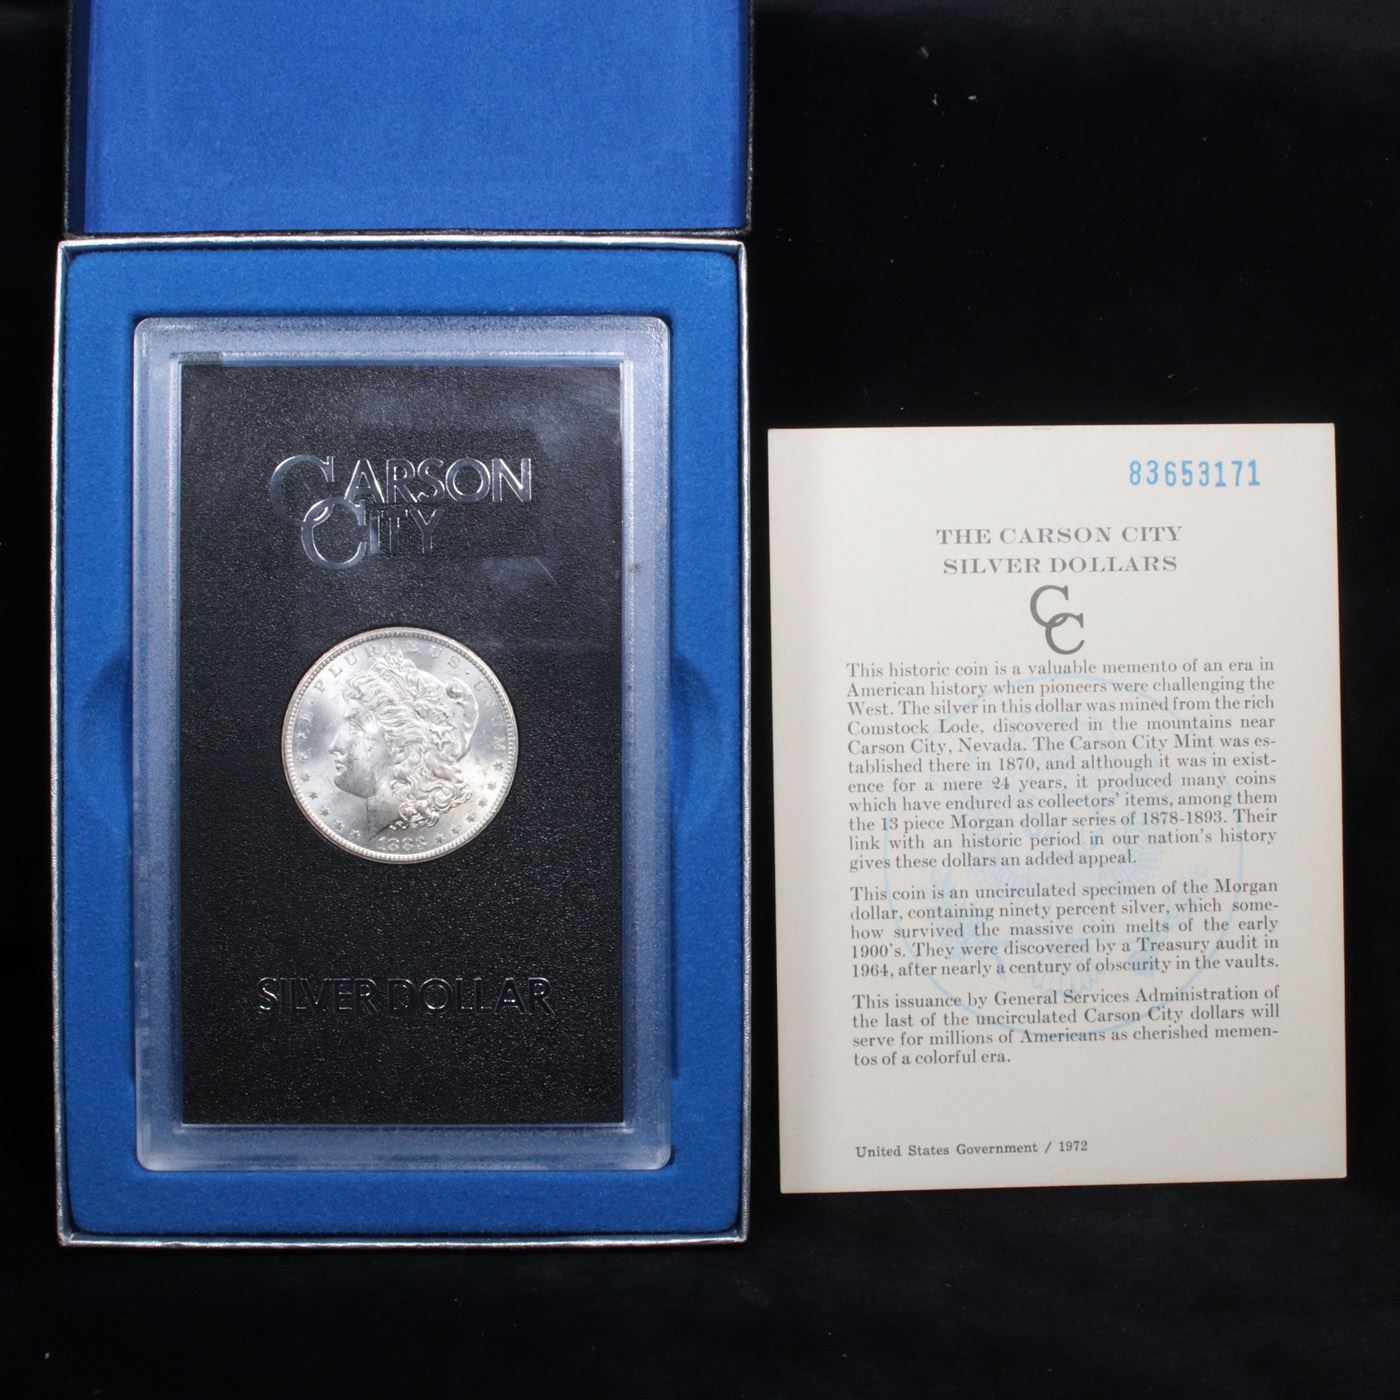 CARSON
CITY
E·PLURIBUS·UNUM
SILVER DOLLAR
83653171
THE CARSON CITY
SILVER DOLLARS
CC
This historic coin is a valuable memento of an era in
American history when pioneers were challenging the
West. The silver in this dollar was mined from the rich
Comstock Lode, discovered in the mountains near
Carson City, Nevada. The Carson City Mint was es-
tablished there in 1870, and although it was in exist-
ence for a mere 24 years, it produced many coins
which have endured as collectors' items, among them
the 13 piece Morgan dollar series of 1878-1893. Their
link with an historic period in our nation's history
gives these dollars an added appeal.
This coin is an uncirculated specimen of the Morgan
dollar, containing ninety percent silver, which some-
how survived the massive coin melts of the early
1900's. They were discovered by a Treasury audit in
1964, after nearly a century of obscurity in the vaults.
This issuance by General Services Administration of
the last of the uncirculated Carson City dollars will
serve for millions of Americans as cherished memen-
tos of a colorful era.
United States Government / 1972